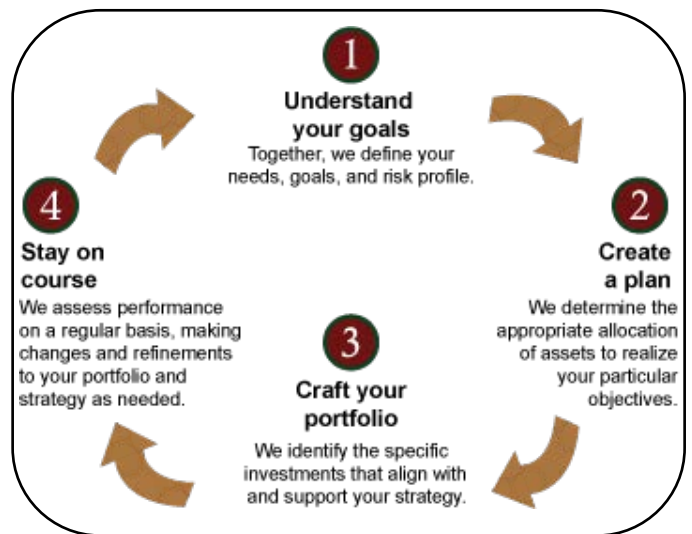 1
Understand
your goals
Together, we define your
needs, goals, and risk profile.
2
Create
a plan
We determine the
appropriate allocation
of assets to realize
your particular
objectives.
3
Craft your
portfolio
We identify the specific
investments that align with
and support your strategy.
4
Stay on
course
We assess performance
on a regular basis, making
changes and refinements
to your portfolio and
strategy as needed.